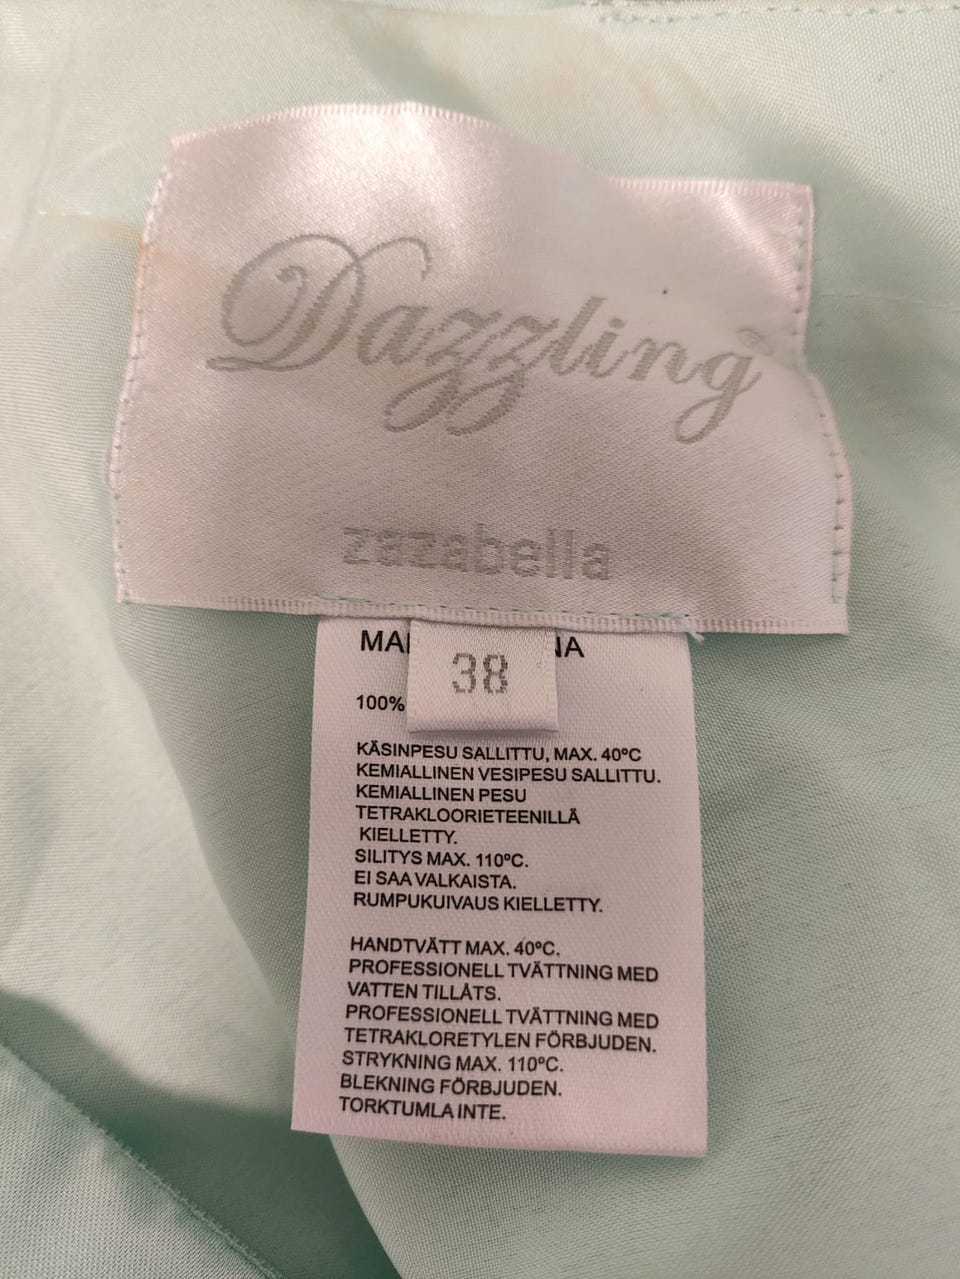 Dazzling®
zazabella
38
100%
KÄSINPESU SALLITTU, MAX. 40ºC
KEMIALLINEN VESIPESU SALLITTU.
KEMIALLINEN PESU
TETRAKLOORIETEENILLÄ
KIELLETTY.
SILITYS MAX. 110ºC.
EI SAA VALKAISTA.
RUMPUKUIVAUS KIELLETTY.
HANDTVÄTT MAX. 40ºC.
PROFESSIONELL TVÄTTNING MED
VATTEN TILLÅTS.
PROFESSIONELL TVÄTTNING MED
TETRAKLORETYLEN FÖRBJUDEN.
STRYKNING MAX. 110ºC.
BLEKNING FÖRBJUDEN.
TORKTUMLA INTE.